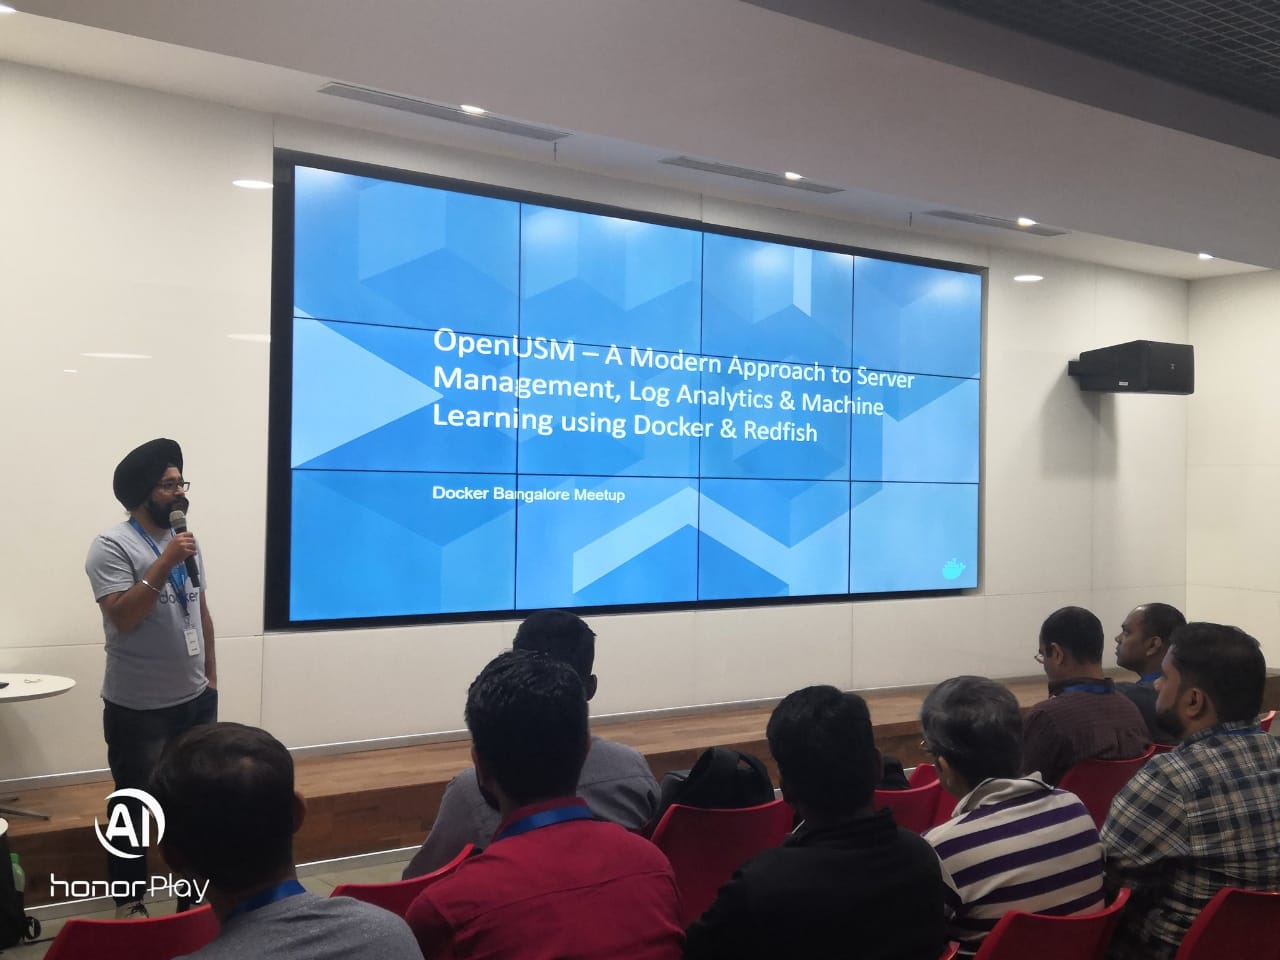 OpenUSM – A Modern Approach to Server
Management, Log Analytics & Machine
Learning using Docker & Redfish
Docker Bangalore Meetup
docker
AI
honor Play